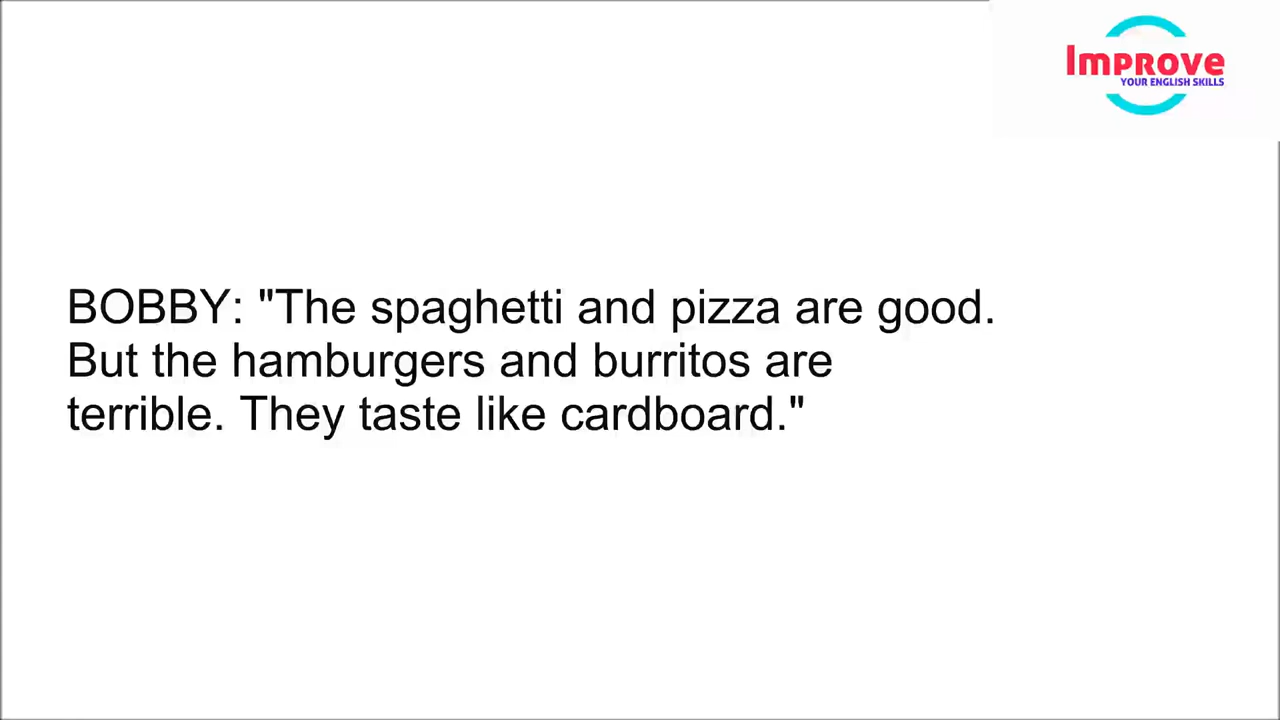 Improve
YOUR ENGLISH SKILLS
BOBBY: "The spaghetti and pizza are good.
But the hamburgers and burritos are
terrible. They taste like cardboard."